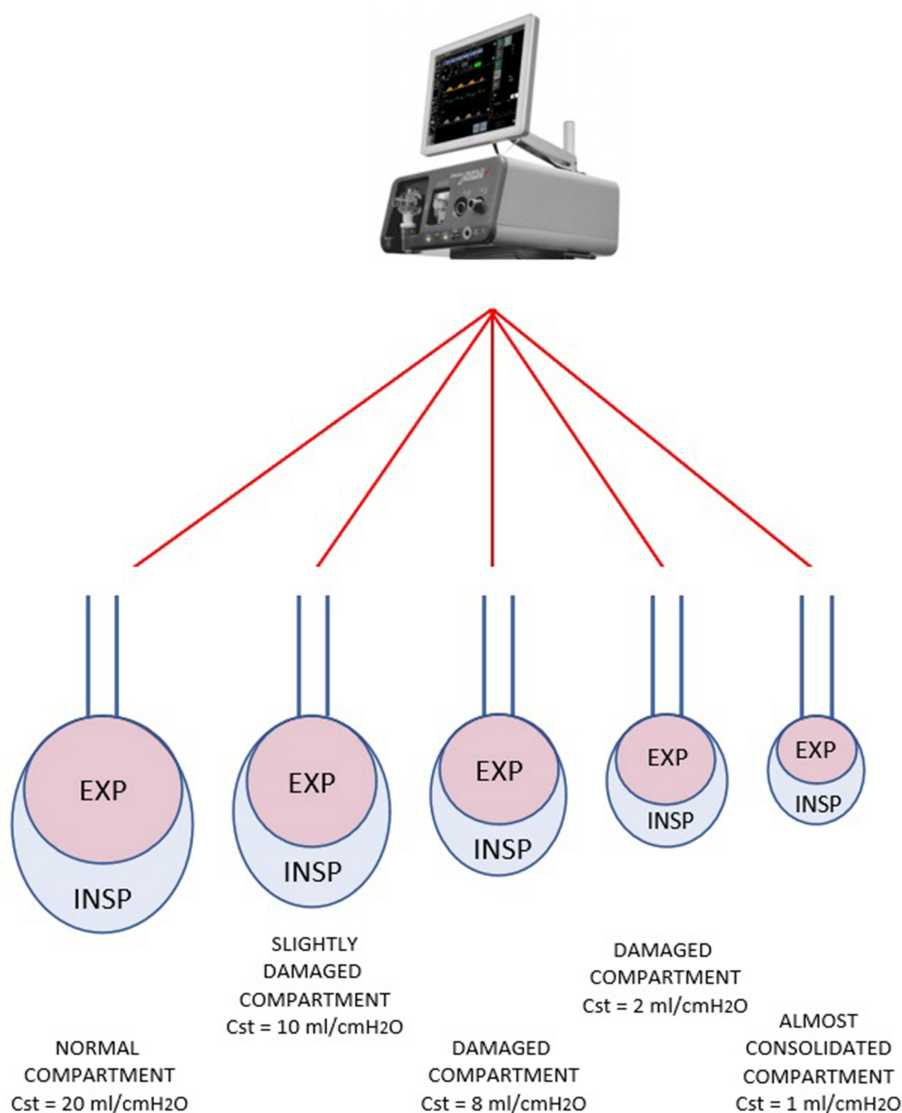 EXP
INSP
EXP
INSP
EXP
INSP
EXP
INSP
EXP
INSP
NORMAL
COMPARTMENT
Cst = 20 ml/cmH2O
SLIGHTLY
DAMAGED
COMPARTMENT
Cst = 10 ml/cmH2O
DAMAGED
COMPARTMENT
Cst = 8 ml/cmH2O
DAMAGED
COMPARTMENT
Cst = 2 ml/cmH2O
ALMOST
CONSOLIDATED
COMPARTMENT
Cst = 1 ml/cmH2O